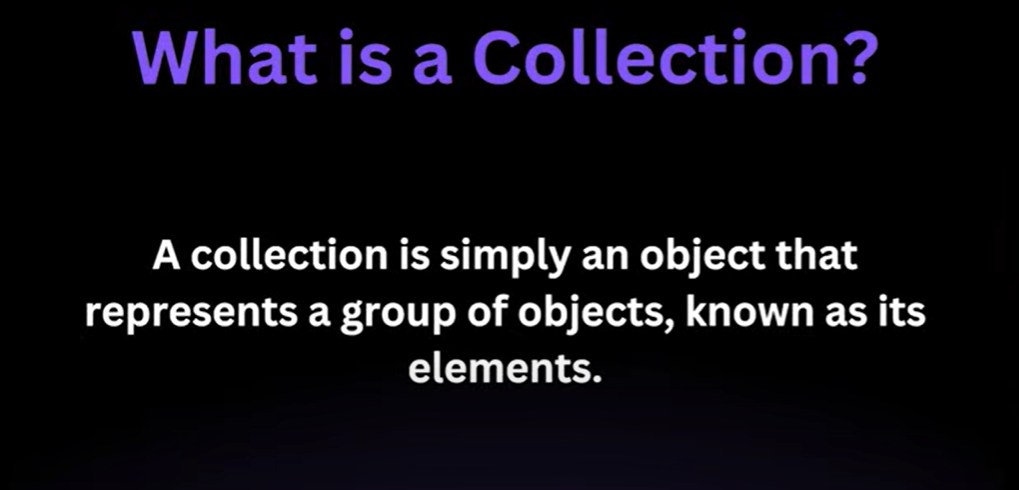 What is a Collection?
A collection is simply an object that
represents a group of objects, known as its
elements.